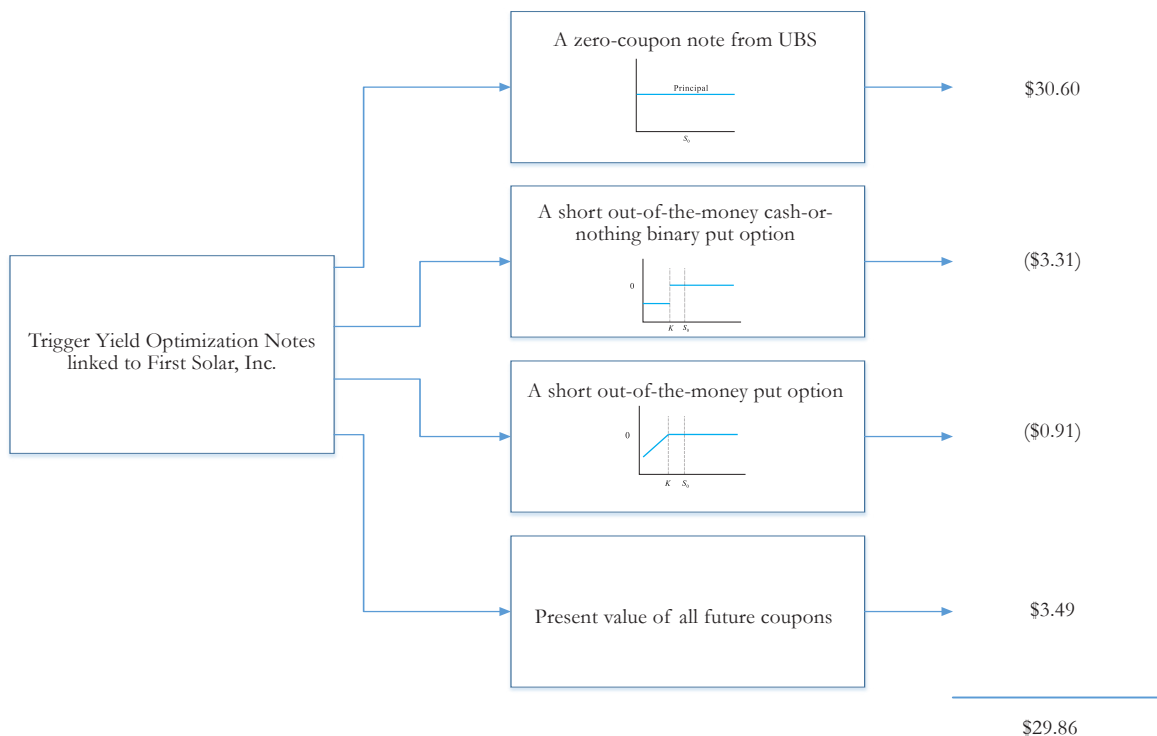 A zero-coupon note from UBS
Principal
S₀
$30.60
A short out-of-the-money cash-or-
nothing binary put option
0
K S₀
($3.31)
Trigger Yield Optimization Notes
linked to First Solar, Inc.
A short out-of-the-money put option
0
K S₀
($0.91)
Present value of all future coupons
$3.49
$29.86